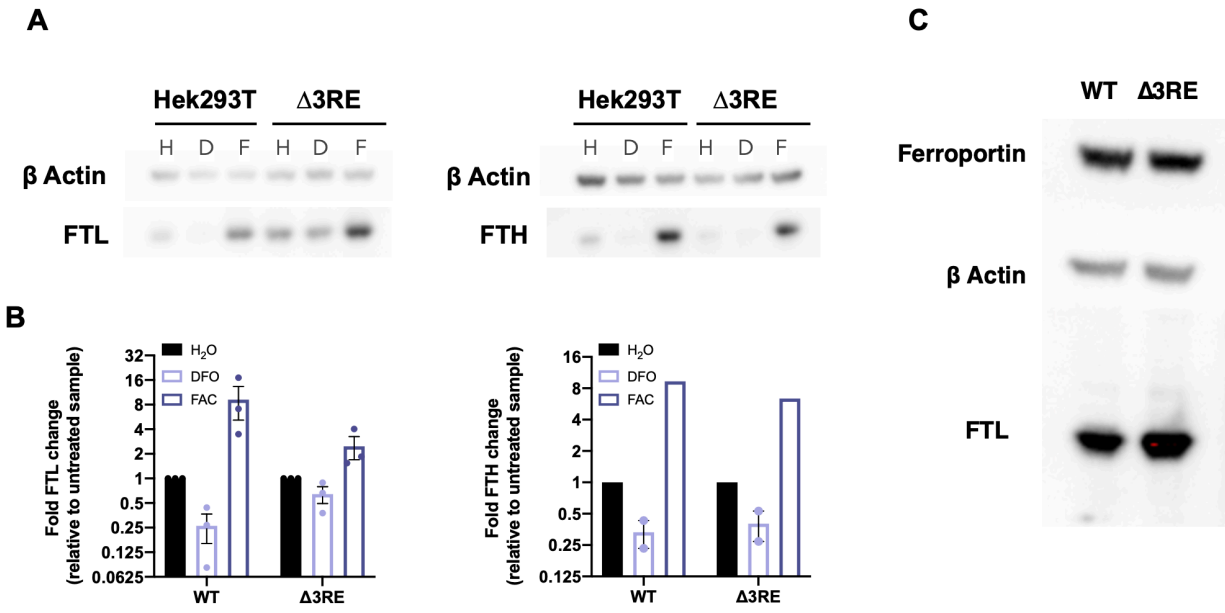 A
Hek293T Δ3RE
H D F H D F
β Actin
FTL
Hek293T Δ3RE
H D F H D F
β Actin
FTH
B
Fold FTL change
(relative to untreated sample)
32
16
8
4
2
1
0.5
0.25
0.125
0.0625
H₂O
DFO
FAC
WT Δ3RE
Fold FTH change
(relative to untreated sample)
16
8
4
2
1
0.5
0.25
0.125
H₂O
DFO
FAC
WT Δ3RE
C
WT Δ3RE
Ferroportin
β Actin
FTL